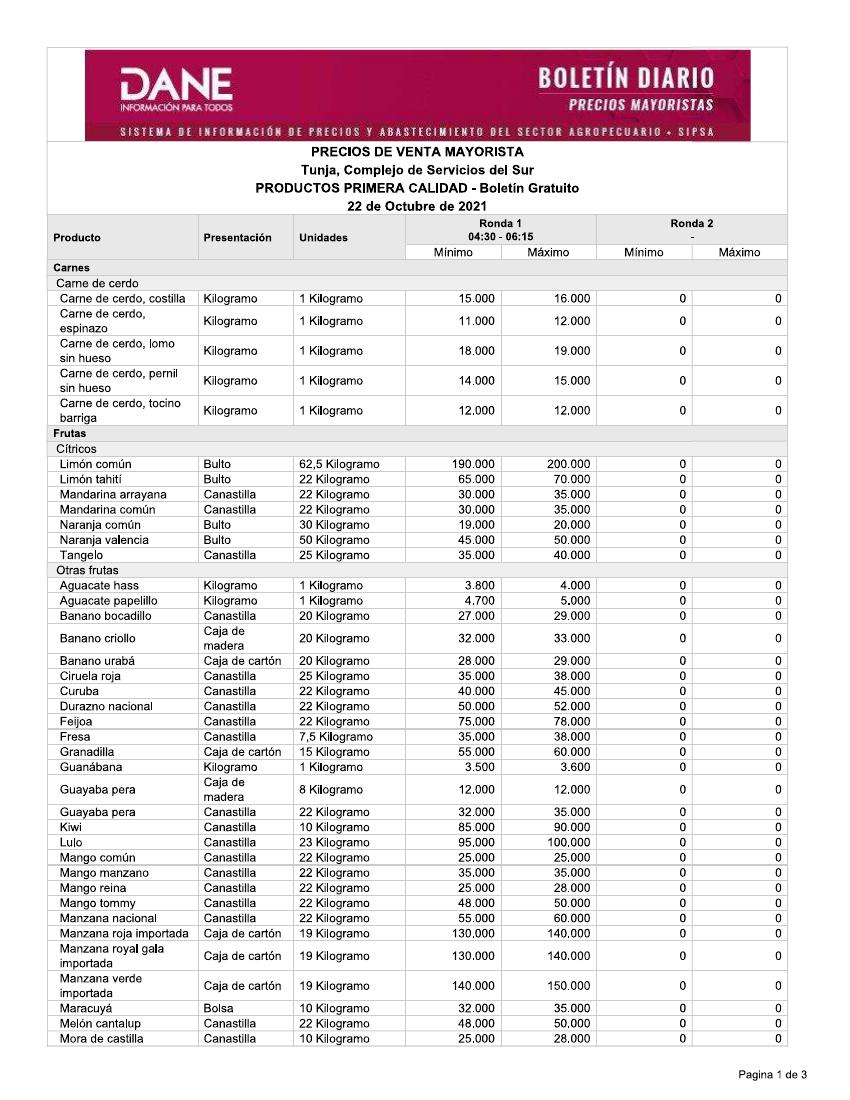 DANE
INFORMACIÓN PARA TODOS
BOLETÍN DIARIO
PRECIOS MAYORISTAS
SISTEMA DE INFORMACIÓN DE PRECIOS Y ABASTECIMIENTO DEL SECTOR AGROPECUARIO • SIPSA
PRECIOS DE VENTA MAYORISTA
Tunja, Complejo de Servicios del Sur
PRODUCTOS PRIMERA CALIDAD - Boletín Gratuito
22 de Octubre de 2021
Producto Presentación Unidades Ronda 1 04:30 - 06:15 Ronda 2 -
Mínimo Máximo Mínimo Máximo
Carnes
Carne de cerdo
Carne de cerdo, costilla Kilogramo 1 Kilogramo 15.000 16.000 0 0
Carne de cerdo,
espinazo Kilogramo 1 Kilogramo 11.000 12.000 0 0
Carne de cerdo, lomo
sin hueso Kilogramo 1 Kilogramo 18.000 19.000 0 0
Carne de cerdo, pernil
sin hueso Kilogramo 1 Kilogramo 14.000 15.000 0 0
Carne de cerdo, tocino
barriga Kilogramo 1 Kilogramo 12.000 12.000 0 0
Frutas
Cítricos
Limón común Bulto 62,5 Kilogramo 190.000 200.000 0 0
Limón tahití Bulto 22 Kilogramo 65.000 70.000 0 0
Mandarina arrayana Canastilla 22 Kilogramo 30.000 35.000 0 0
Mandarina común Canastilla 22 Kilogramo 30.000 35.000 0 0
Naranja común Bulto 30 Kilogramo 19.000 20.000 0 0
Naranja valencia Bulto 50 Kilogramo 45.000 50.000 0 0
Tangelo Canastilla 25 Kilogramo 35.000 40.000 0 0
Otras frutas
Aguacate hass Kilogramo 1 Kilogramo 3.800 4.000 0 0
Aguacate papelillo Kilogramo 1 Kilogramo 4.700 5.000 0 0
Banano bocadillo Canastilla 20 Kilogramo 27.000 29.000 0 0
Banano criollo Caja de
madera 20 Kilogramo 32.000 33.000 0 0
Banano urabá Caja de cartón 20 Kilogramo 28.000 29.000 0 0
Ciruela roja Canastilla 25 Kilogramo 35.000 38.000 0 0
Curuba Canastilla 22 Kilogramo 40.000 45.000 0 0
Durazno nacional Canastilla 22 Kilogramo 50.000 52.000 0 0
Feijoa Canastilla 22 Kilogramo 75.000 78.000 0 0
Fresa Canastilla 7,5 Kilogramo 35.000 38.000 0 0
Granadilla Caja de cartón 15 Kilogramo 55.000 60.000 0 0
Guanábana Kilogramo 1 Kilogramo 3.500 3.600 0 0
Guayaba pera Caja de
madera 8 Kilogramo 12.000 12.000 0 0
Guayaba pera Canastilla 22 Kilogramo 32.000 35.000 0 0
Kiwi Canastilla 10 Kilogramo 85.000 90.000 0 0
Lulo Canastilla 23 Kilogramo 95.000 100.000 0 0
Mango común Canastilla 22 Kilogramo 25.000 25.000 0 0
Mango manzano Canastilla 22 Kilogramo 35.000 35.000 0 0
Mango reina Canastilla 22 Kilogramo 25.000 28.000 0 0
Mango tommy Canastilla 22 Kilogramo 48.000 50.000 0 0
Manzana nacional Canastilla 22 Kilogramo 55.000 60.000 0 0
Manzana roja importada Caja de cartón 19 Kilogramo 130.000 140.000 0 0
Manzana royal gala
importada Caja de cartón 19 Kilogramo 130.000 140.000 0 0
Manzana verde
importada Caja de cartón 19 Kilogramo 140.000 150.000 0 0
Maracuyá Bolsa 10 Kilogramo 32.000 35.000 0 0
Melón cantalup Canastilla 22 Kilogramo 48.000 50.000 0 0
Mora de castilla Canastilla 10 Kilogramo 25.000 28.000 0 0
Pagina 1 de 3